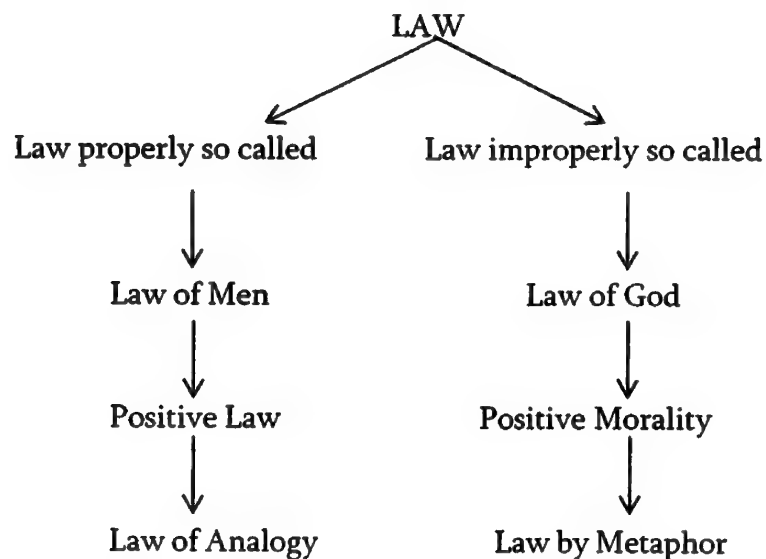 LAW
Law properly so called Law improperly so called
Law of Men Law of God
Positive Law Positive Morality
Law of Analogy Law by Metaphor